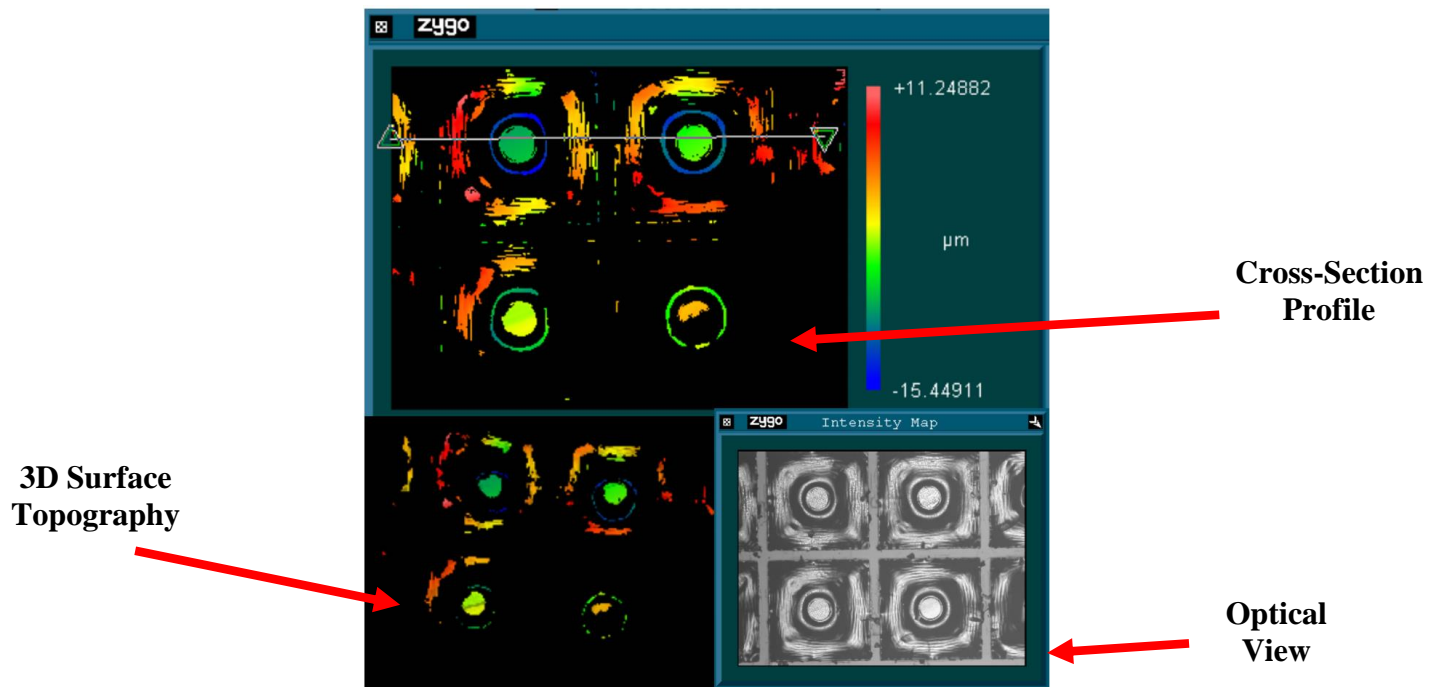 zygo
+11.24882
µm
-15.44911
Cross-Section
Profile
zygo Intensity Map
3D Surface
Topography
Optical
View